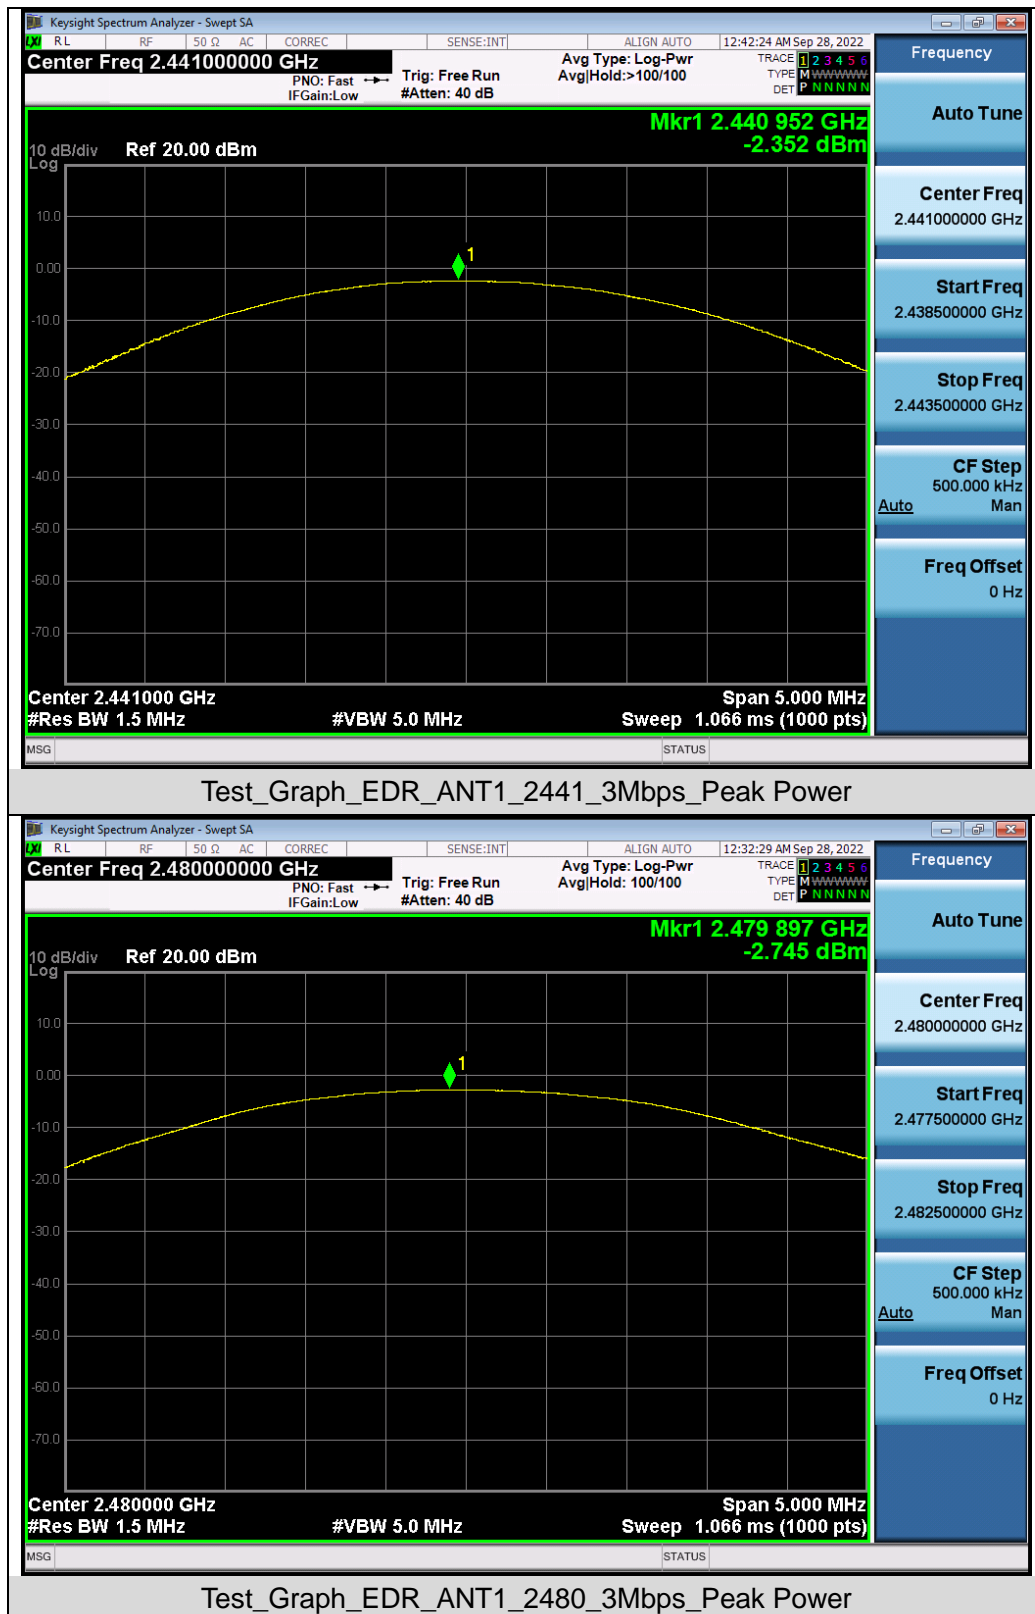 Keysight Spectrum Analyzer - Swept SA
LXI RL RF 50 Ω AC CORREC SENSE:INT ALIGN AUTO 12:42:24 AM Sep 28, 2022
Center Freq 2.441000000 GHz
PNO: Fast
IFGain:Low
Trig: Free Run
#Atten: 40 dB
Avg Type: Log-Pwr
Avg|Hold:>100/100
TRACE 1 2 3 4 5 6
TYPE M WWWWW
DET P N N N N N
Mkr1 2.440 952 GHz
-2.352 dBm
10 dB/div Ref 20.00 dBm
Log
10.0
0.00
-10.0
-20.0
-30.0
-40.0
-50.0
-60.0
-70.0
1
Center 2.441000 GHz Span 5.000 MHz
#Res BW 1.5 MHz #VBW 5.0 MHz Sweep 1.066 ms (1000 pts)
MSG STATUS
Frequency
Auto Tune
Center Freq
2.441000000 GHz
Start Freq
2.438500000 GHz
Stop Freq
2.443500000 GHz
CF Step
500.000 kHz
Auto Man
Freq Offset
0 Hz
Test_Graph_EDR_ANT1_2441_3Mbps_Peak Power
Keysight Spectrum Analyzer - Swept SA
LXI RL RF 50 Ω AC CORREC SENSE:INT ALIGN AUTO 12:32:29 AM Sep 28, 2022
Center Freq 2.480000000 GHz
PNO: Fast
IFGain:Low
Trig: Free Run
#Atten: 40 dB
Avg Type: Log-Pwr
Avg|Hold: 100/100
TRACE 1 2 3 4 5 6
TYPE M WWWWW
DET P N N N N N
Mkr1 2.479 897 GHz
-2.745 dBm
10 dB/div Ref 20.00 dBm
Log
10.0
0.00
-10.0
-20.0
-30.0
-40.0
-50.0
-60.0
-70.0
1
Center 2.480000 GHz Span 5.000 MHz
#Res BW 1.5 MHz #VBW 5.0 MHz Sweep 1.066 ms (1000 pts)
MSG STATUS
Frequency
Auto Tune
Center Freq
2.480000000 GHz
Start Freq
2.477500000 GHz
Stop Freq
2.482500000 GHz
CF Step
500.000 kHz
Auto Man
Freq Offset
0 Hz
Test_Graph_EDR_ANT1_2480_3Mbps_Peak Power